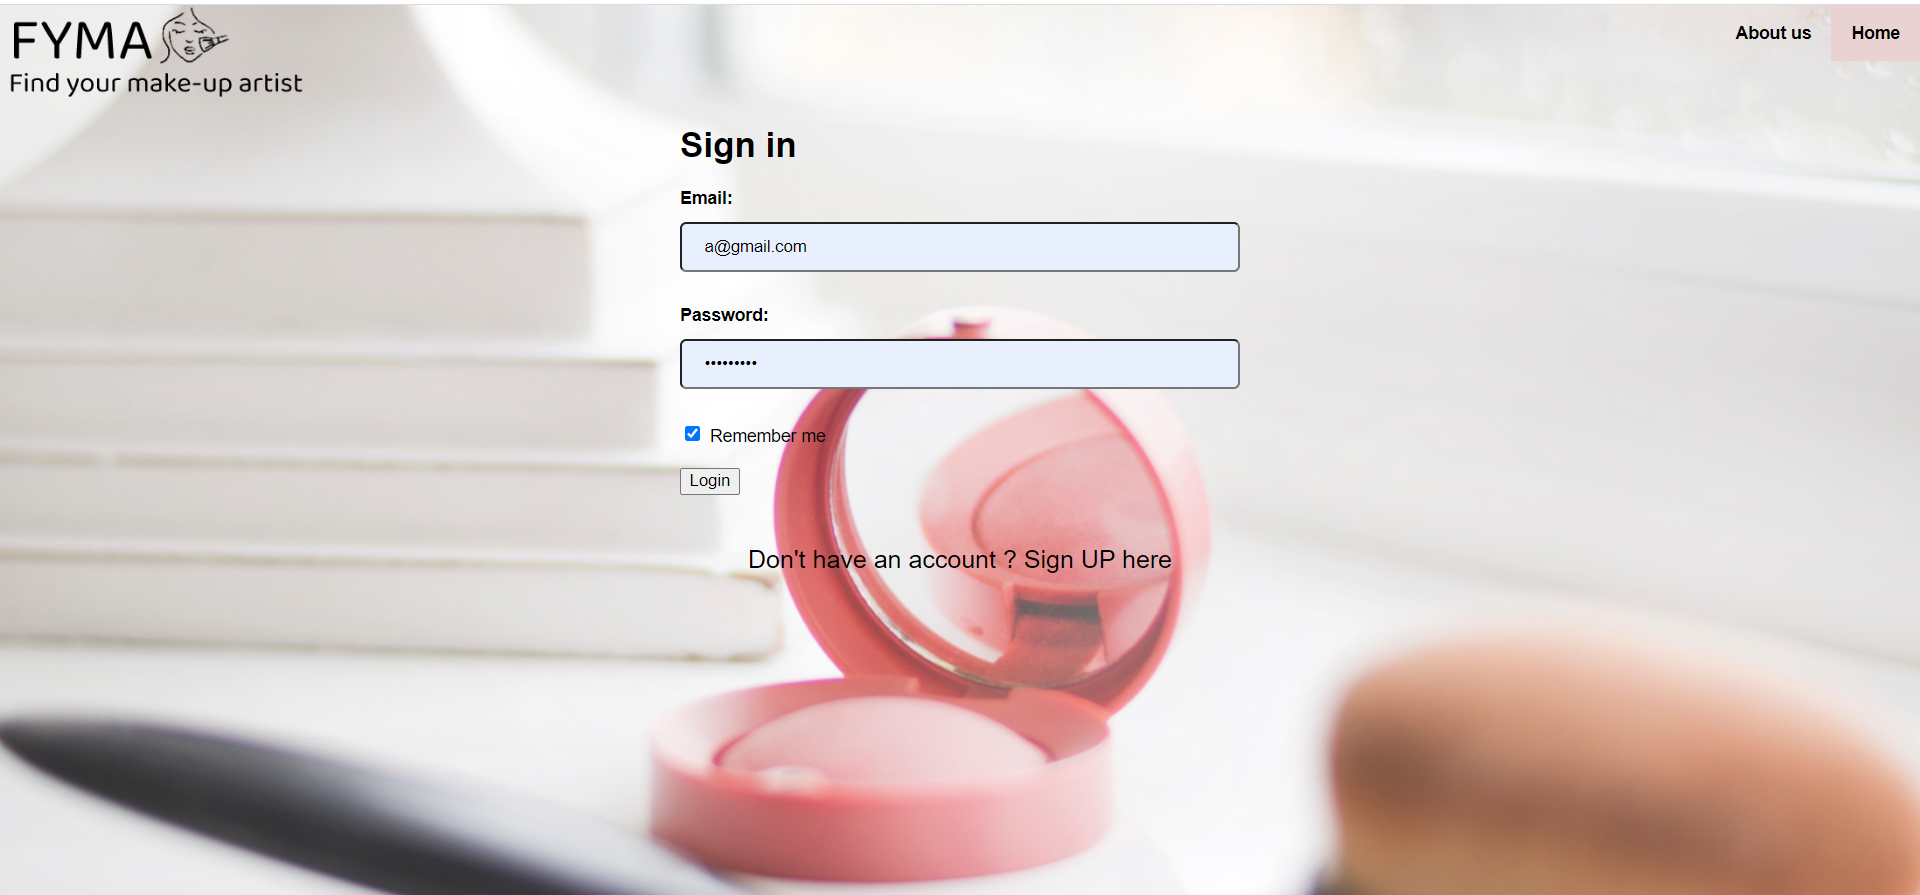 FYMA
Find your make-up artist
About us
Home
Sign in
Email:
a@gmail.com
Password:
•••••••••
Remember me
Login
Don't have an account ? Sign UP here